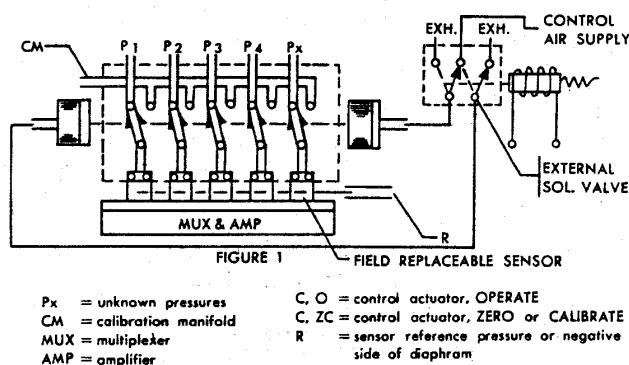 EXH. EXH. CONTROL
AIR SUPPLY
CM P1 P2 P3 P4 Px
EXTERNAL
SOL. VALVE
MUX & AMP
R
FIGURE 1
FIELD REPLACEABLE SENSOR
Px = unknown pressures
CM = calibration manifold
MUX = multiplexer
AMP = amplifier
C, O = control actuator, OPERATE
C, ZC = control actuator, ZERO or CALIBRATE
R = sensor reference pressure or negative
side of diaphram